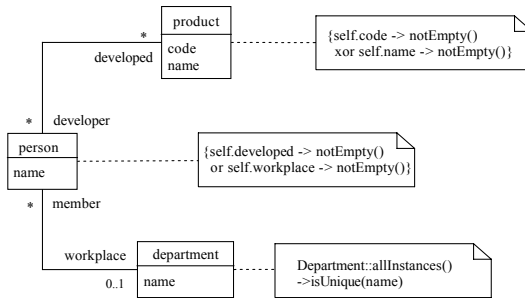 product
code
name
{self.code -> notEmpty()
xor self.name -> notEmpty()}
*
developed
*
developer
person
name
{self.developed -> notEmpty()
or self.workplace -> notEmpty()}
*
member
workplace
0..1
department
name
Department::allInstances()
->isUnique(name)